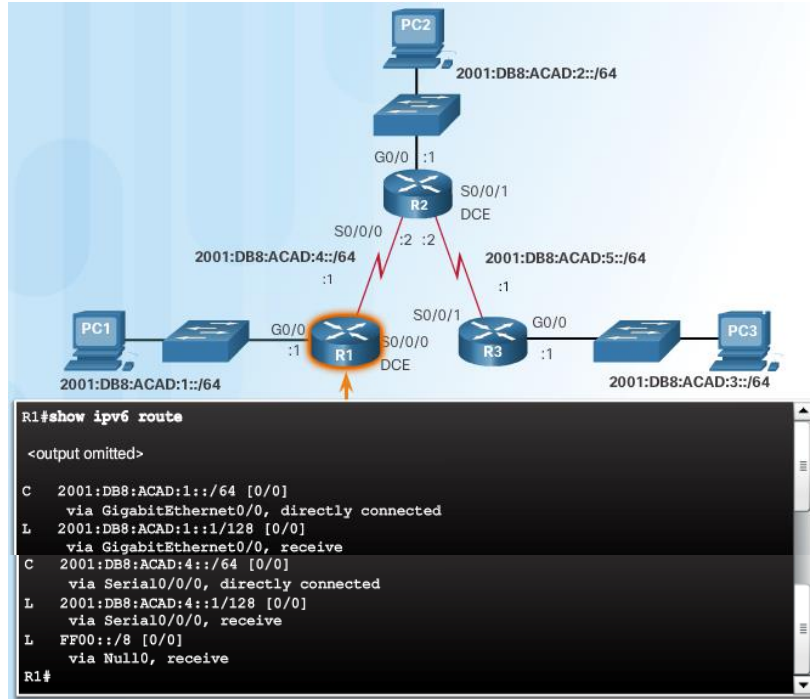 PC2
2001:DB8:ACAD:2::/64
G0/0 :1
R2
S0/0/1
DCE
S0/0/0 :2 :2
2001:DB8:ACAD:4::/64
2001:DB8:ACAD:5::/64
:1
:1
PC1
G0/0
:1
R1
S0/0/0
DCE
S0/0/1
R3
G0/0
:1
PC3
2001:DB8:ACAD:1::/64
2001:DB8:ACAD:3::/64
R1#show ipv6 route
<output omitted>
C 2001:DB8:ACAD:1::/64 [0/0]
via GigabitEthernet0/0, directly connected
L 2001:DB8:ACAD:1::1/128 [0/0]
via GigabitEthernet0/0, receive
C 2001:DB8:ACAD:4::/64 [0/0]
via Serial0/0/0, directly connected
L 2001:DB8:ACAD:4::1/128 [0/0]
via Serial0/0/0, receive
L FF00::/8 [0/0]
via Null0, receive
R1#